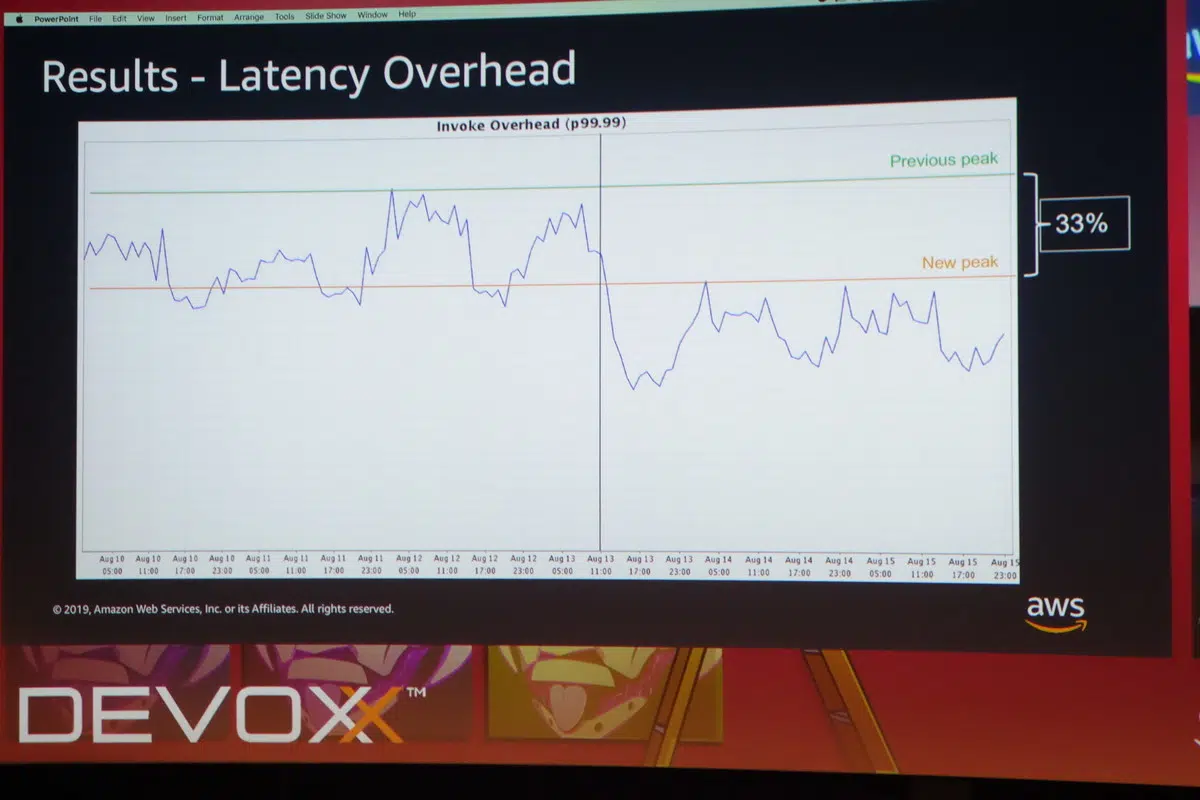 PowerPoint File Edit View Insert Format Arrange Tools Slide Show Window Help
Results - Latency Overhead
Invoke Overhead (p99.99)
Previous peak
33%
New peak
Aug 10 Aug 10 Aug 10 Aug 10 Aug 11 Aug 11 Aug 11 Aug 11 Aug 12 Aug 12 Aug 12 Aug 12 Aug 13 Aug 13 Aug 13 Aug 13 Aug 14 Aug 14 Aug 14 Aug 14 Aug 15 Aug 15 Aug 15 Aug 15
05:00 11:00 17:00 23:00 05:00 11:00 17:00 23:00 05:00 11:00 17:00 23:00 05:00 11:00 17:00 23:00 05:00 11:00 17:00 23:00 05:00 11:00 17:00 23:00
© 2019, Amazon Web Services, Inc. or its Affiliates. All rights reserved.
aws
DEVOXX™